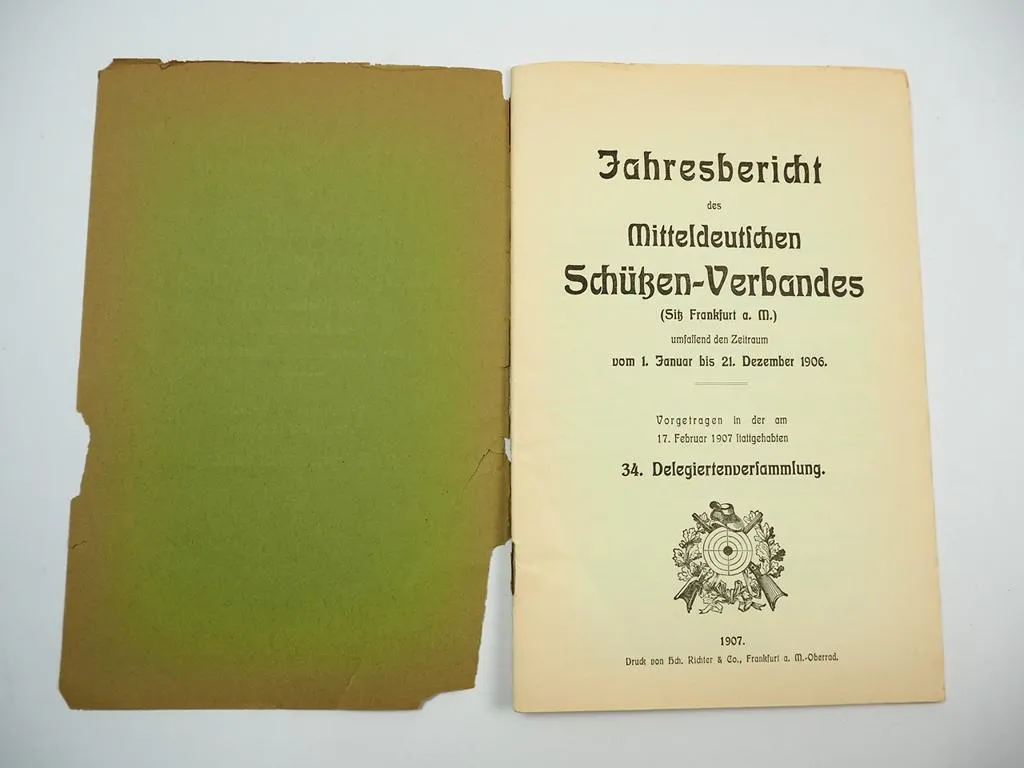 Jahresbericht
des
Mitteldeutſchen
Schützen-Verbandes
(Sitz Frankfurt a. M.)
umfaſſend den Zeitraum
vom 1. Januar bis 21. Dezember 1906.
Vorgetragen in der am
17. Februar 1907 ſtattgehabten
34. Delegiertenverſammlung.
1907.
Druck von Hch. Richter & Co., Frankfurt a. M.-Oberrad.